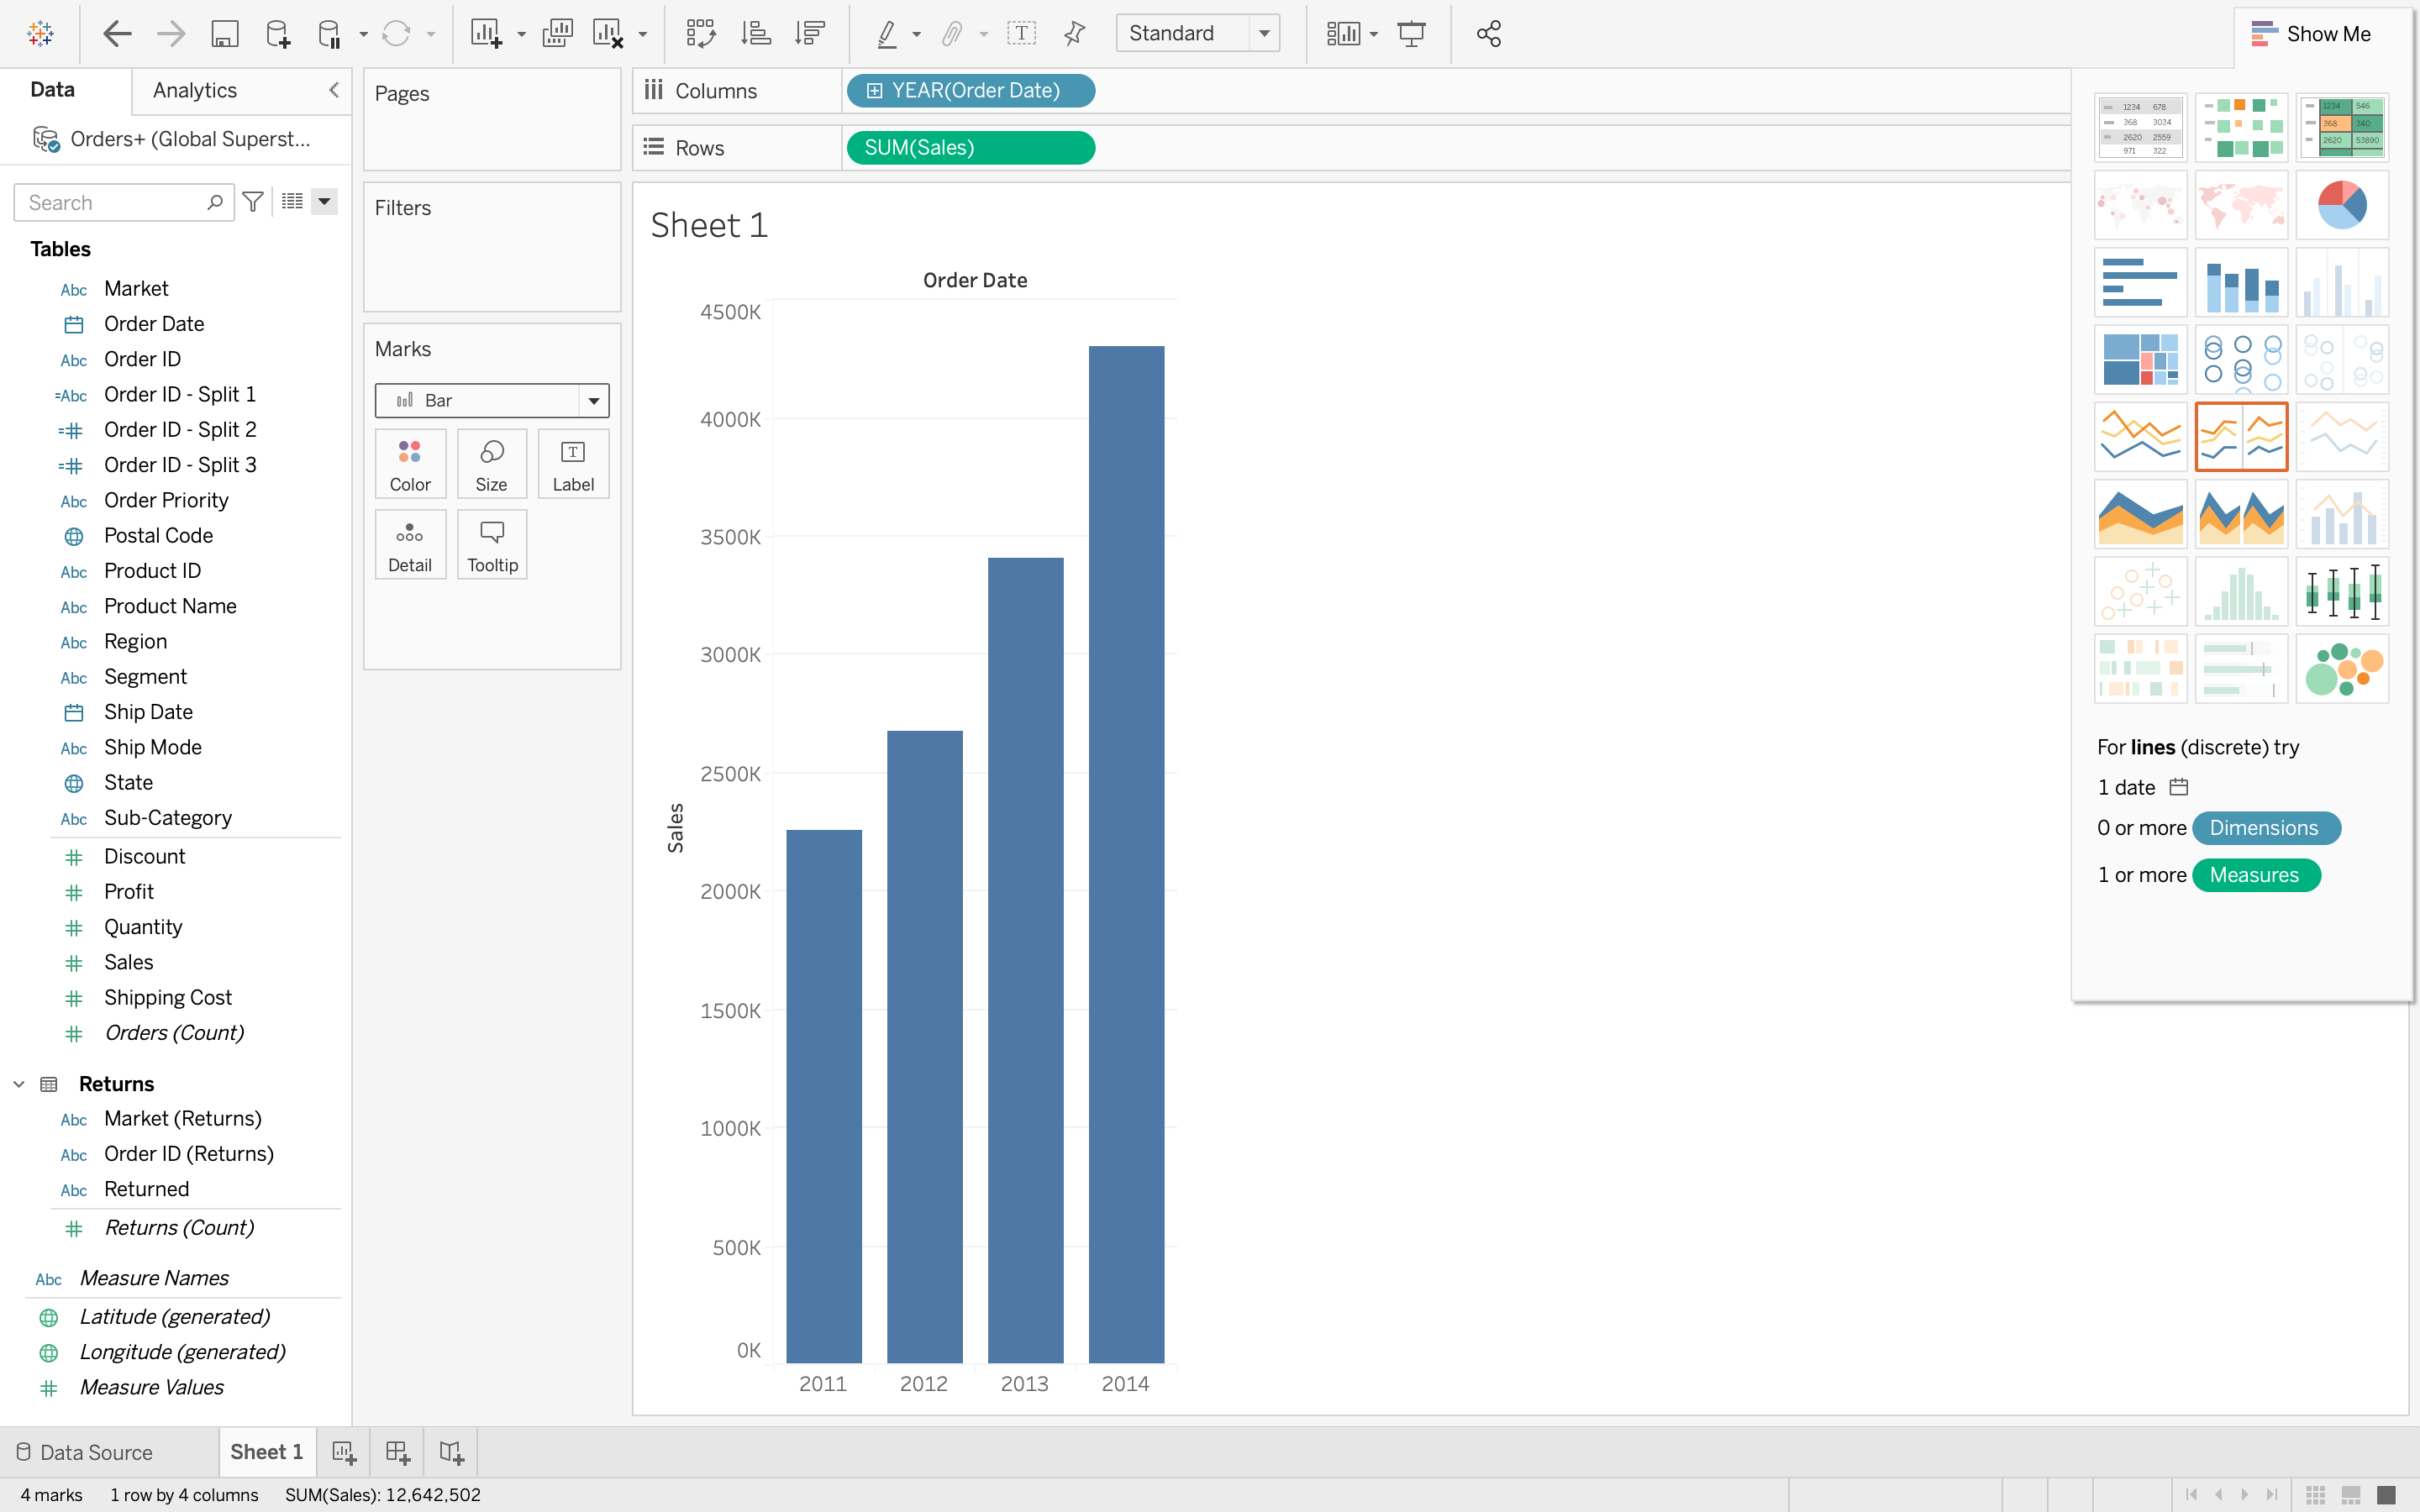 Standard
Show Me
Data
Analytics
Orders+ (Global Superst...
Search
Tables
Abc Market
Order Date
Abc Order ID
=Abc Order ID - Split 1
=# Order ID - Split 2
=# Order ID - Split 3
Abc Order Priority
Postal Code
Abc Product ID
Abc Product Name
Abc Region
Abc Segment
Ship Date
Abc Ship Mode
State
Abc Sub-Category
# Discount
# Profit
# Quantity
# Sales
# Shipping Cost
# Orders (Count)
Returns
Abc Market (Returns)
Abc Order ID (Returns)
Abc Returned
# Returns (Count)
Abc Measure Names
Latitude (generated)
Longitude (generated)
# Measure Values
Pages
Filters
Marks
Bar
Color
Size
Label
Detail
Tooltip
Columns
YEAR(Order Date)
Rows
SUM(Sales)
Sheet 1
Order Date
4500K
4000K
3500K
3000K
2500K
2000K
1500K
1000K
500K
0K
Sales
2011 2012 2013 2014
1234 678
368 3034
2620 2559
971 322
1234 546
368 340
2620 53890
For lines (discrete) try
1 date
0 or more Dimensions
1 or more Measures
Data Source
Sheet 1
4 marks 1 row by 4 columns SUM(Sales): 12,642,502